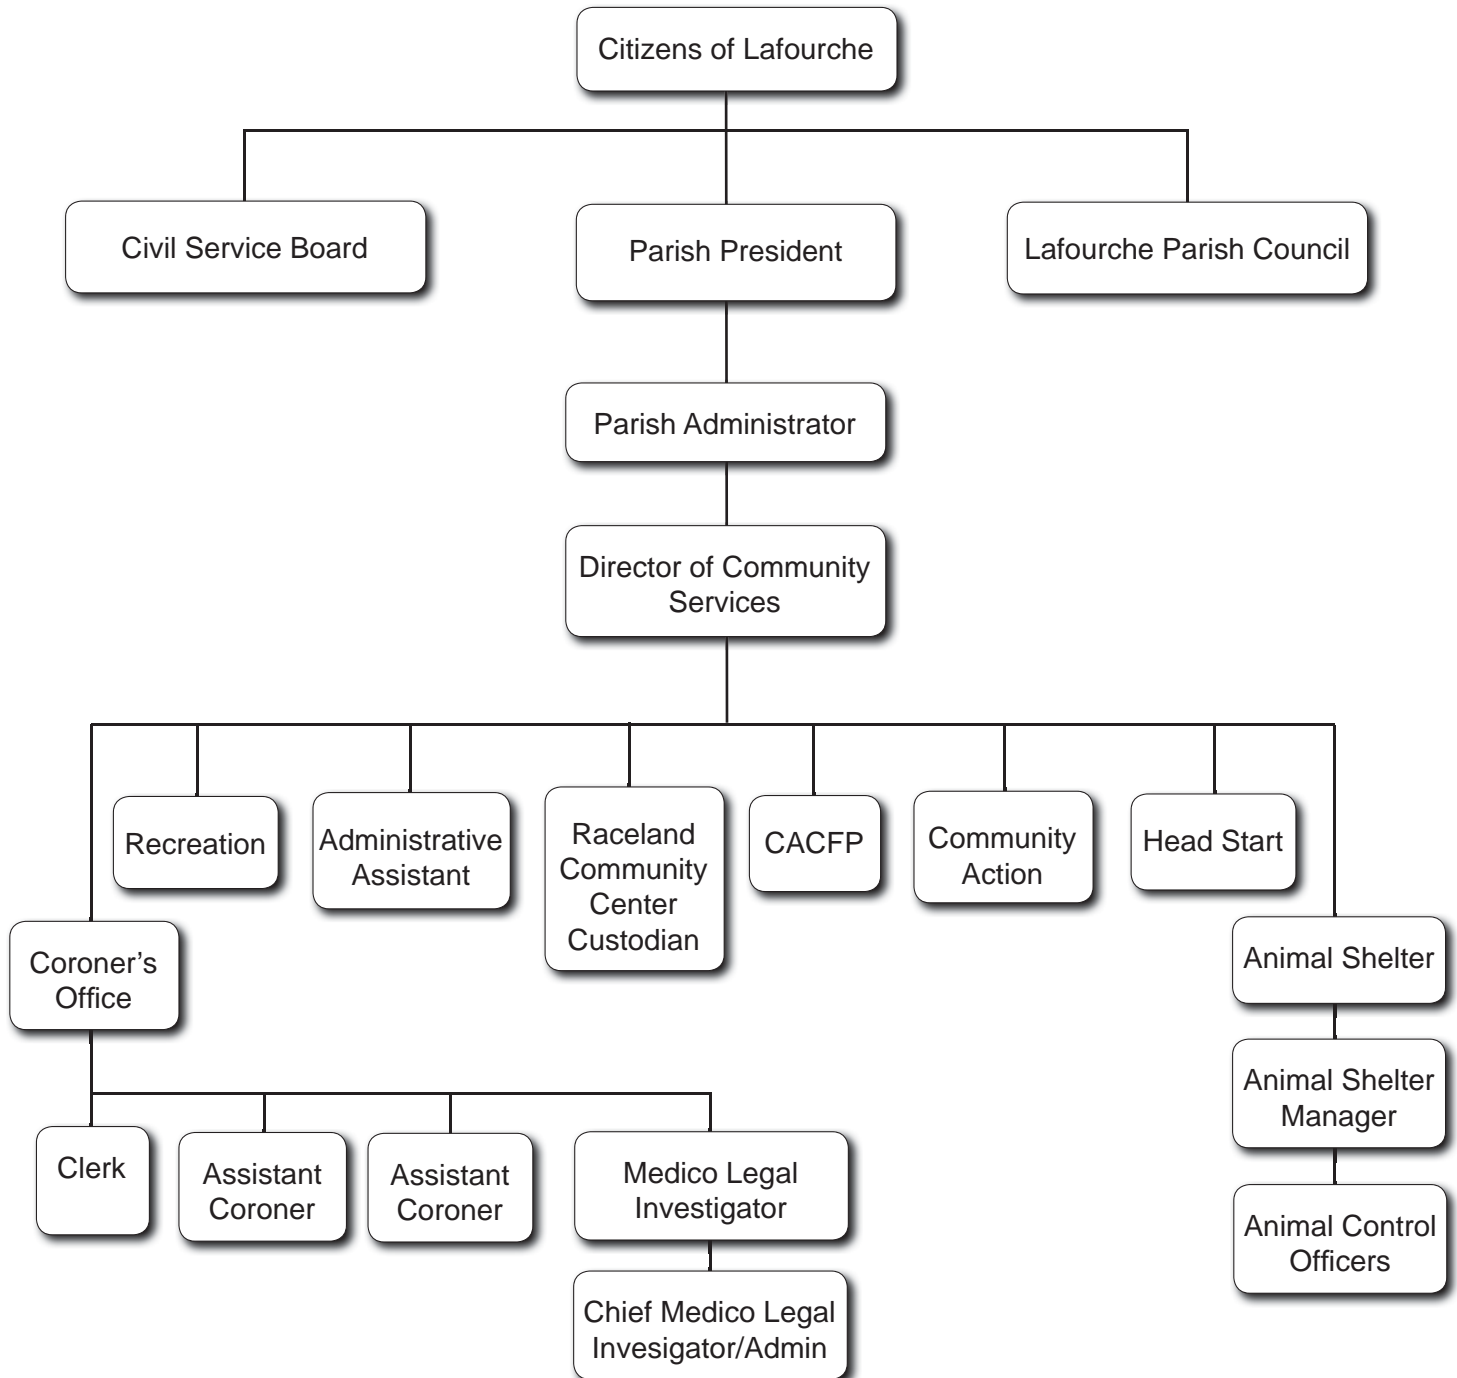 Citizens of Lafourche
Civil Service Board
Parish President
Lafourche Parish Council
Parish Administrator
Director of Community
Services
Recreation
Administrative
Assistant
Raceland
Community
Center
Custodian
CACFP
Community
Action
Head Start
Coroner’s
Office
Animal Shelter
Animal Shelter
Manager
Clerk
Assistant
Coroner
Assistant
Coroner
Medico Legal
Investigator
Animal Control
Officers
Chief Medico Legal
Invesigator/Admin